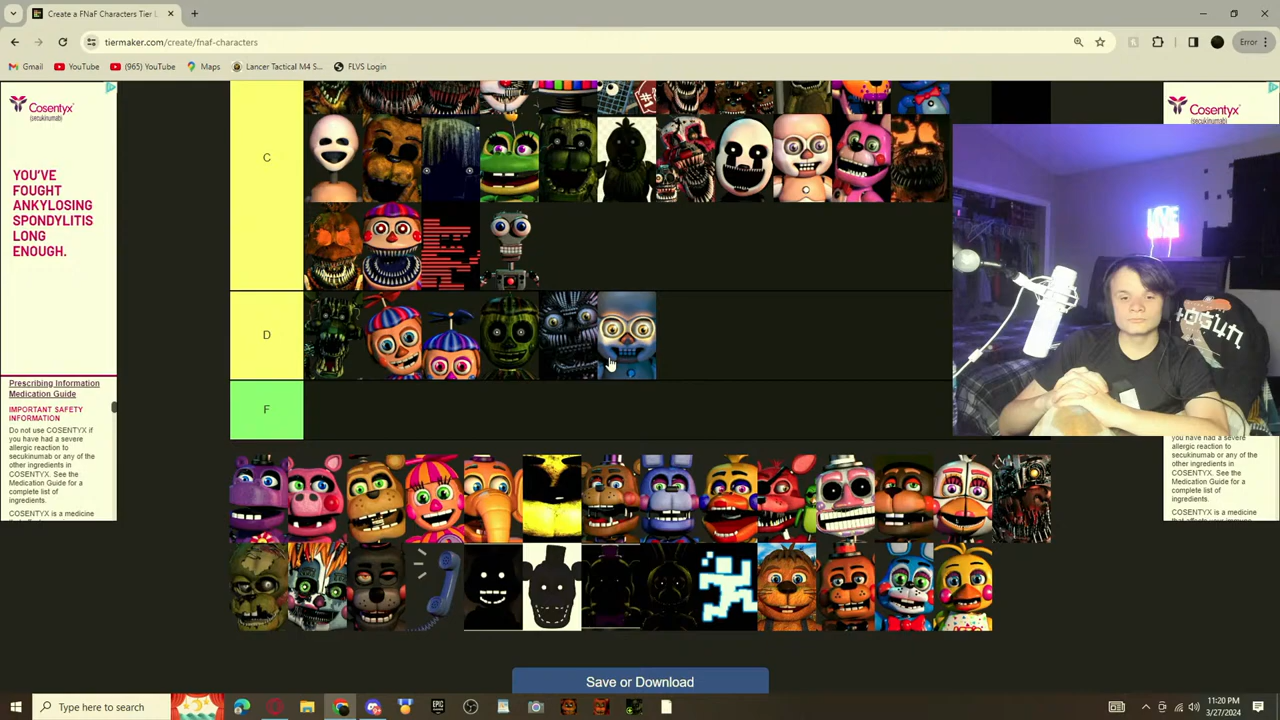 Create a FNaF Characters Tier L
tiermaker.com/create/fnaf-characters
Error
Gmail
YouTube
(965) YouTube
Maps
Lancer Tactical M4 S...
FLVS Login
Cosentyx
(secukinumab)
YOU'VE
FOUGHT
ANKYLOSING
SPONDYLITIS
LONG
ENOUGH.
Prescribing Information
Medication Guide
IMPORTANT SAFETY
INFORMATION
Do not use COSENTYX if
you have had a severe
allergic reaction to
secukinumab or any of the
other ingredients in
COSENTYX. See the
Medication Guide for a
complete list of
ingredients.
COSENTYX is a medicine
C
D
F
#1
Cosentyx
(secukinumab)
you have had a severe
allergic reaction to
secukinumab or any of the
other ingredients in
COSENTYX. See the
Medication Guide for a
complete list of
ingredients.
COSENTYX is a medicine
Save or Download
Type here to search
EPIC
11:20 PM
3/27/2024